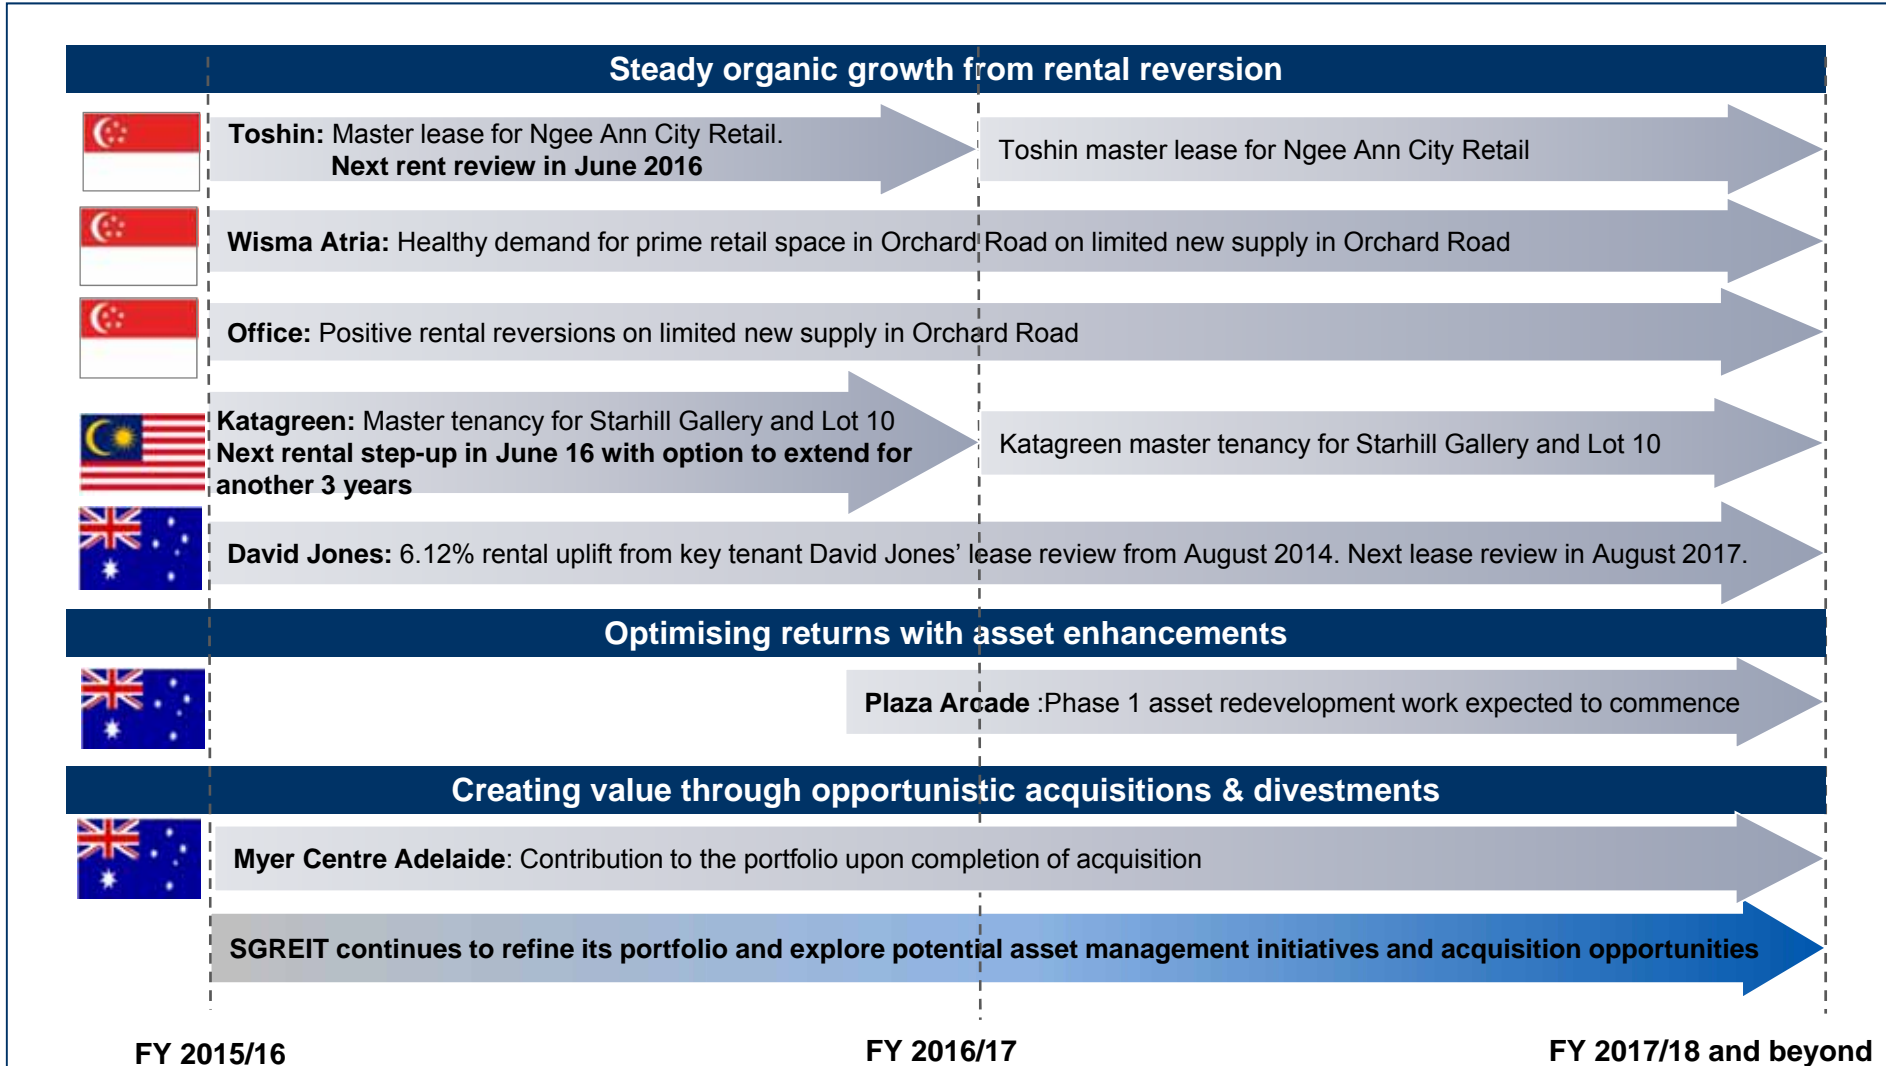 Steady organic growth from rental reversion
Toshin: Master lease for Ngee Ann City Retail.
Next rent review in June 2016
Toshin master lease for Ngee Ann City Retail
Wisma Atria: Healthy demand for prime retail space in Orchard Road on limited new supply in Orchard Road
Office: Positive rental reversions on limited new supply in Orchard Road
Katagreen: Master tenancy for Starhill Gallery and Lot 10
Next rental step-up in June 16 with option to extend for
another 3 years
Katagreen master tenancy for Starhill Gallery and Lot 10
David Jones: 6.12% rental uplift from key tenant David Jones’ lease review from August 2014. Next lease review in August 2017.
Optimising returns with asset enhancements
Plaza Arcade :Phase 1 asset redevelopment work expected to commence
Creating value through opportunistic acquisitions & divestments
Myer Centre Adelaide: Contribution to the portfolio upon completion of acquisition
SGREIT continues to refine its portfolio and explore potential asset management initiatives and acquisition opportunities
FY 2015/16
FY 2016/17
FY 2017/18 and beyond